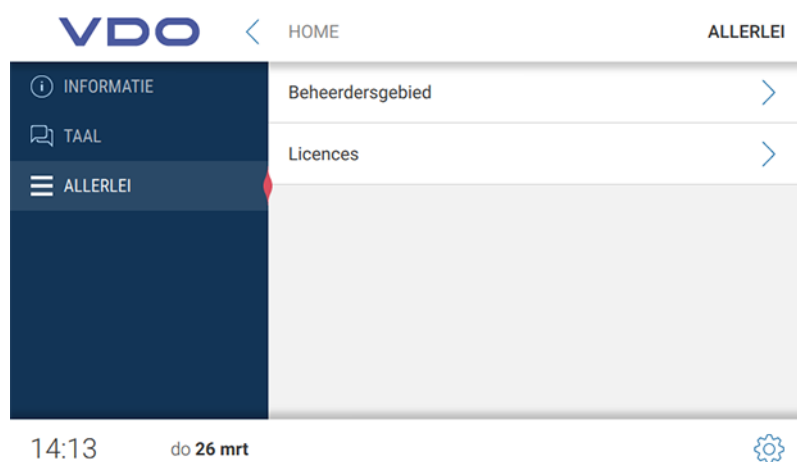 VDO HOME ALLERLEI
INFORMATIE
TAAL
ALLERLEI
Beheerdersgebied
Licences
14:13 do 26 mrt